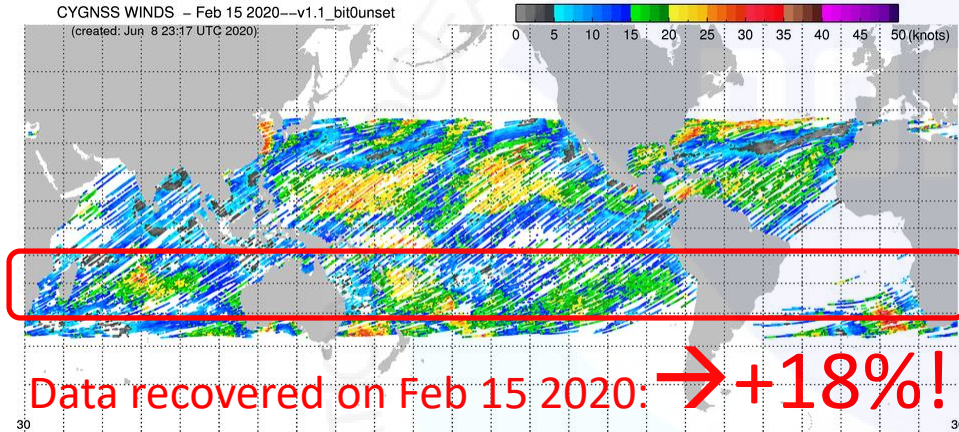 CYGNSS WINDS – Feb 15 2020––v1.1_bit0unset
(created: Jun 8 23:17 UTC 2020)
0 5 10 15 20 25 30 35 40 45 50 (knots)
Data recovered on Feb 15 2020: →+18%!
30